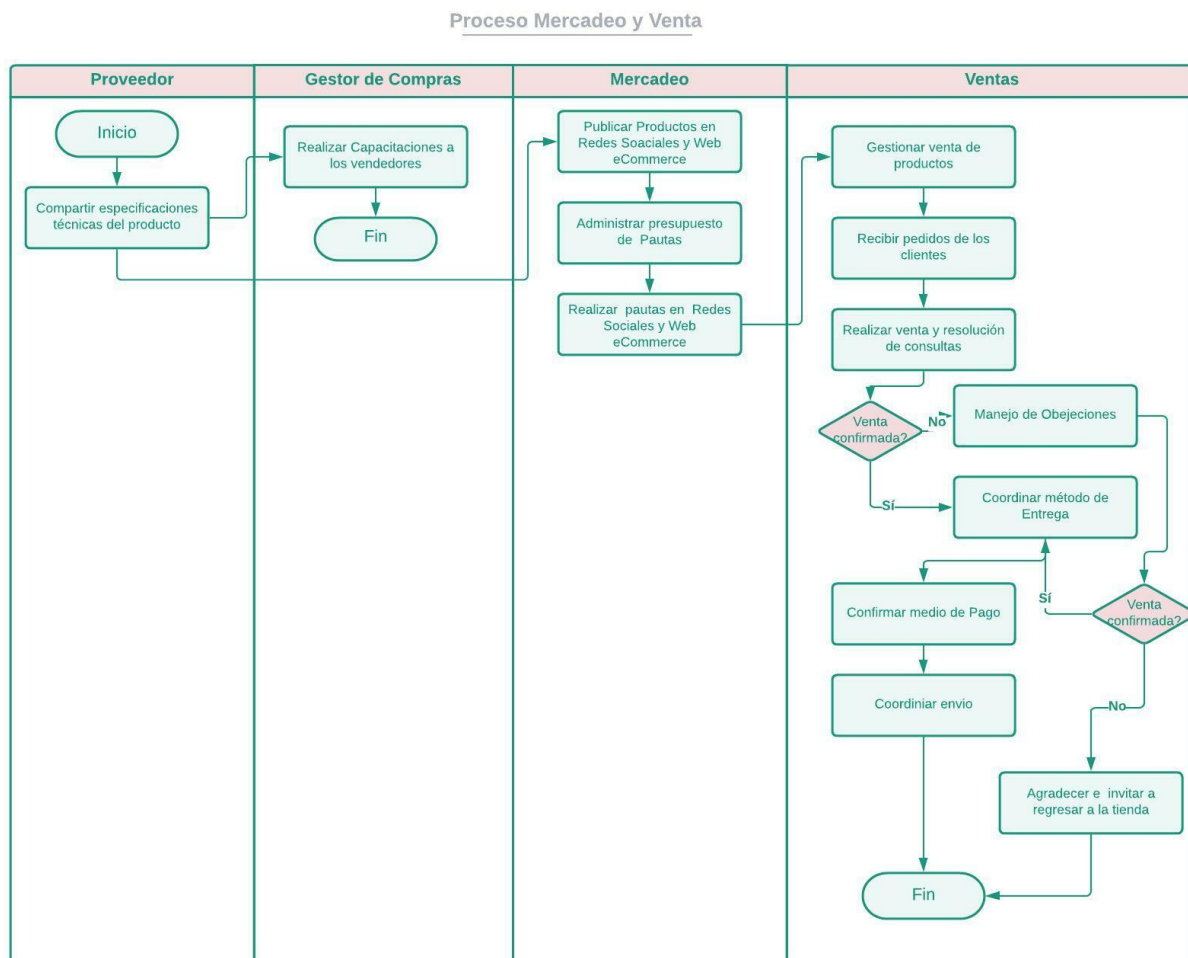 Proceso Mercadeo y Venta
Proveedor
Gestor de Compras
Mercadeo
Ventas
Inicio
Compartir especificaciones
técnicas del producto
Realizar Capacitaciones a
los vendedores
Fin
Publicar Productos en
Redes Soaciales y Web
eCommerce
Administrar presupuesto
de Pautas
Realizar pautas en Redes
Sociales y Web
eCommerce
Gestionar venta de
productos
Recibir pedidos de los
clientes
Realizar venta y resolución
de consultas
Venta
confirmada?
No
Manejo de Obejeciones
Sí
Coordinar método de
Entrega
Sí
Venta
confirmada?
Confirmar medio de Pago
Coordiniar envio
No
Agradecer e invitar a
regresar a la tienda
Fin